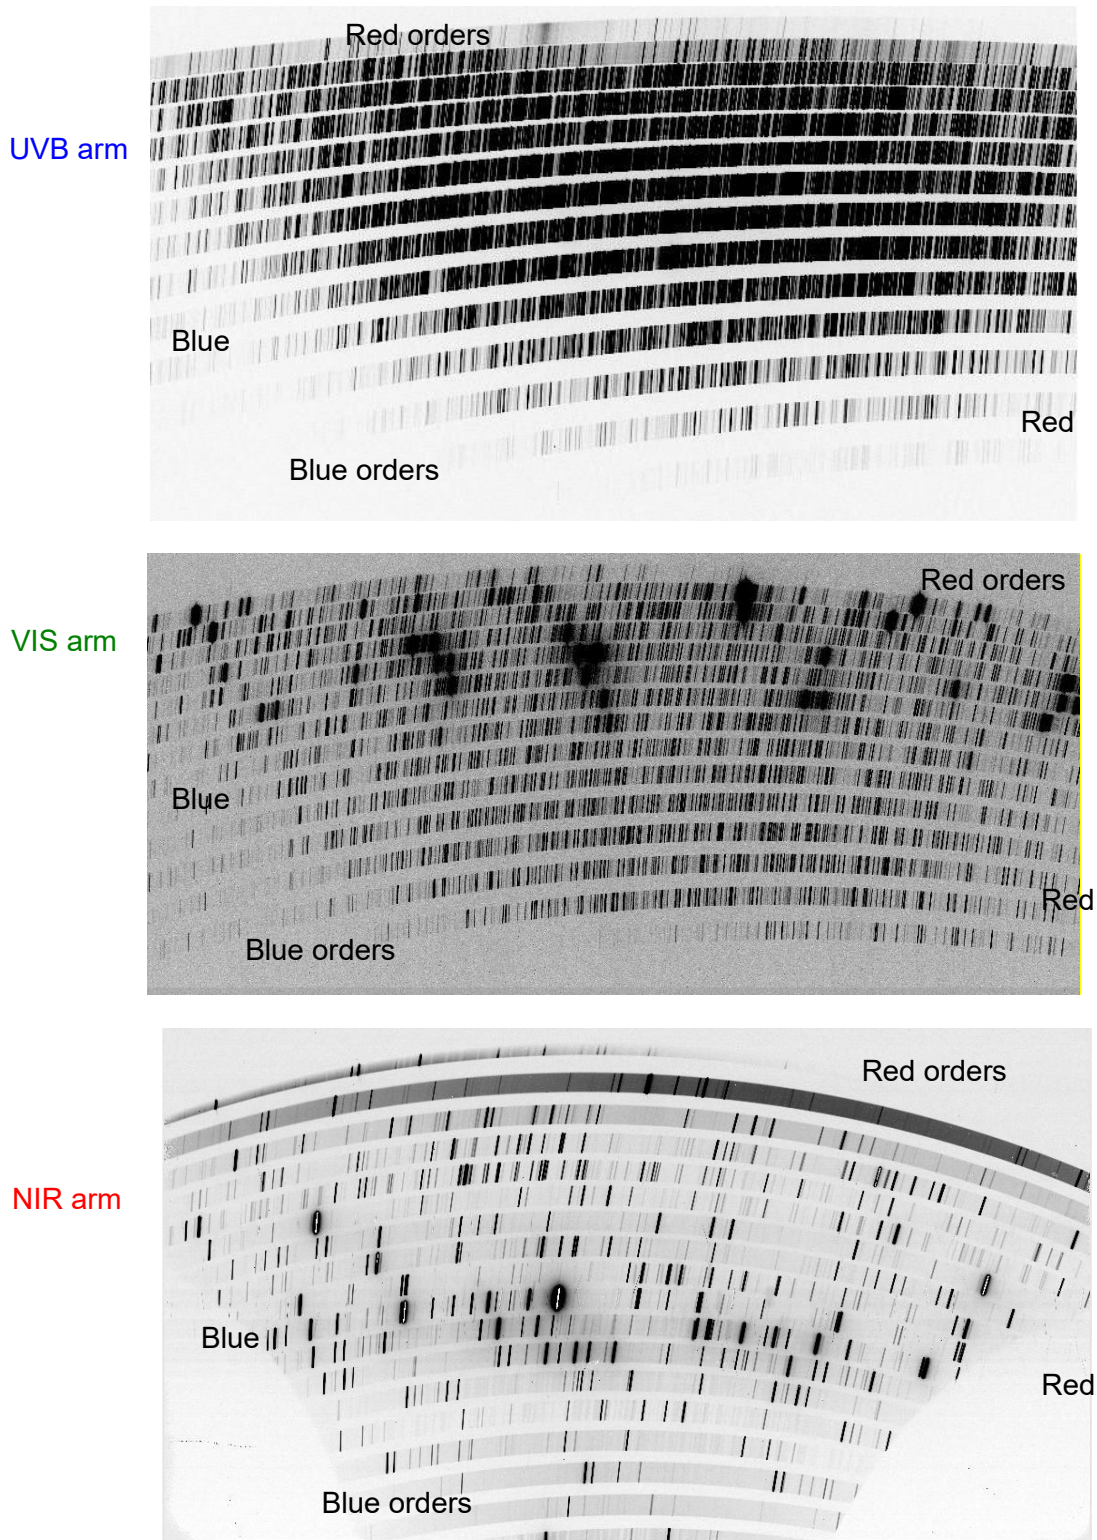 Red orders
UVB arm
Blue
Red
Blue orders
Red orders
VIS arm
Blue
Red
Blue orders
Red orders
NIR arm
Blue
Red
Blue orders